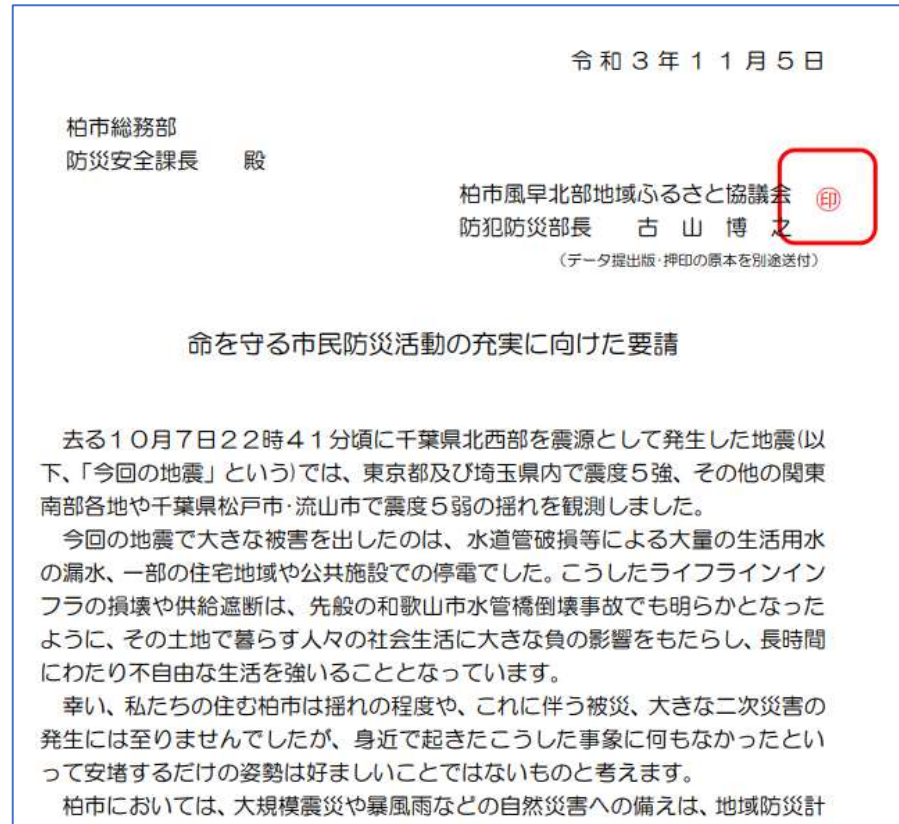 令和３年１１月５日
柏市総務部
防災安全課長　殿
柏市風早北部地域ふるさと協議会　㊞
防犯防災部長　古　山　博　之
（データ提出版・押印の原本を別途送付）
命を守る市民防災活動の充実に向けた要請
去る１０月７日２２時４１分頃に千葉県北西部を震源として発生した地震(以
下、「今回の地震」という)では、東京都及び埼玉県内で震度５強、その他の関東
南部各地や千葉県松戸市・流山市で震度５弱の揺れを観測しました。
今回の地震で大きな被害を出したのは、水道管破損等による大量の生活用水
の漏水、一部の住宅地域や公共施設での停電でした。こうしたライフラインイン
フラの損壊や供給遮断は、先般の和歌山市水管橋倒壊事故でも明らかとなった
ように、その土地で暮らす人々の社会生活に大きな負の影響をもたらし、長時間
にわたり不自由な生活を強いることとなっています。
幸い、私たちの住む柏市は揺れの程度や、これに伴う被災、大きな二次災害の
発生には至りませんでしたが、身近で起きたこうした事象に何もなかったとい
って安堵するだけの姿勢は好ましいことではないものと考えます。
柏市においては、大規模震災や暴風雨などの自然災害への備えは、地域防災計